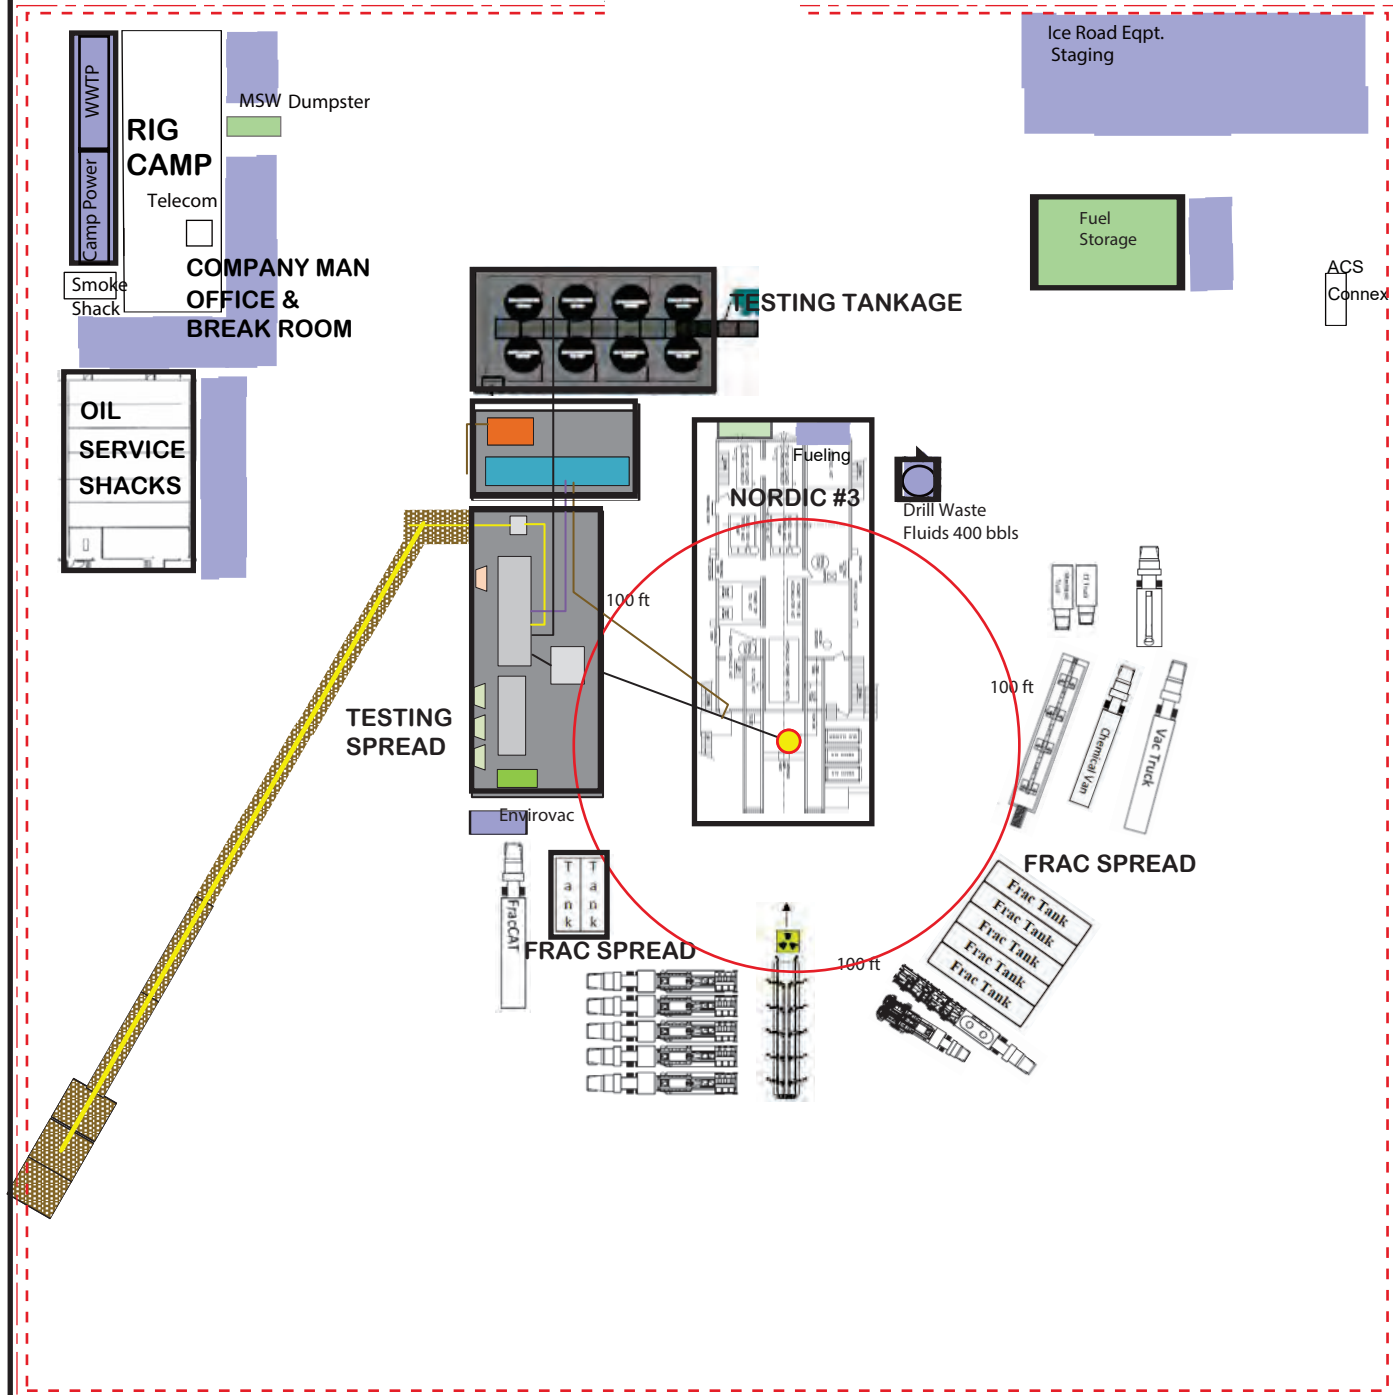 Ice Road Eqpt.
Staging
WWTP
MSW Dumpster
RIG
CAMP
Camp Power
Telecom
Fuel
Storage
COMPANY MAN
OFFICE &
BREAK ROOM
Smoke
Shack
ACS
Connex
TESTING TANKAGE
OIL
SERVICE
SHACKS
Fueling
NORDIC #3
Drill Waste
Fluids 400 bbls
100 ft
100 ft
TESTING
SPREAD
Chemical Van
Vac Truck
Envirovac
FRAC SPREAD
Tank
Tank
FracCAT
Frac Tank
Frac Tank
Frac Tank
Frac Tank
Frac Tank
FRAC SPREAD
100 ft